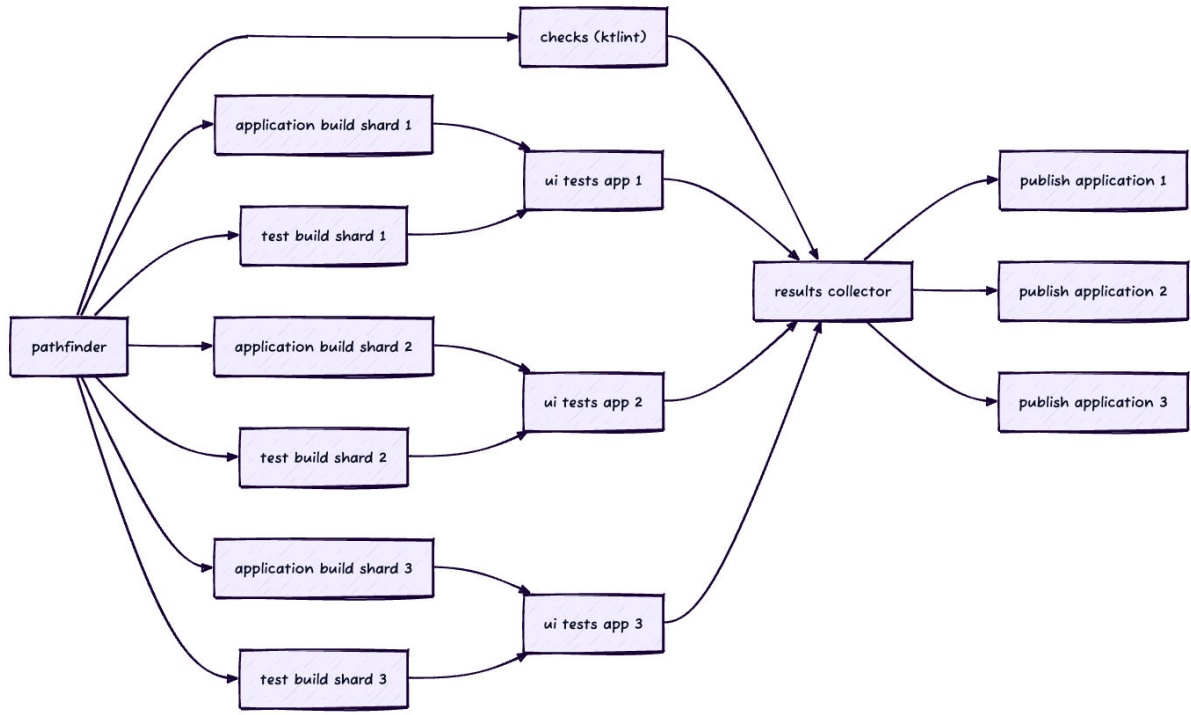 checks (ktlint)
application build shard 1
ui tests app 1
publish application 1
test build shard 1
results collector
publish application 2
pathfinder
application build shard 2
ui tests app 2
publish application 3
test build shard 2
application build shard 3
ui tests app 3
test build shard 3